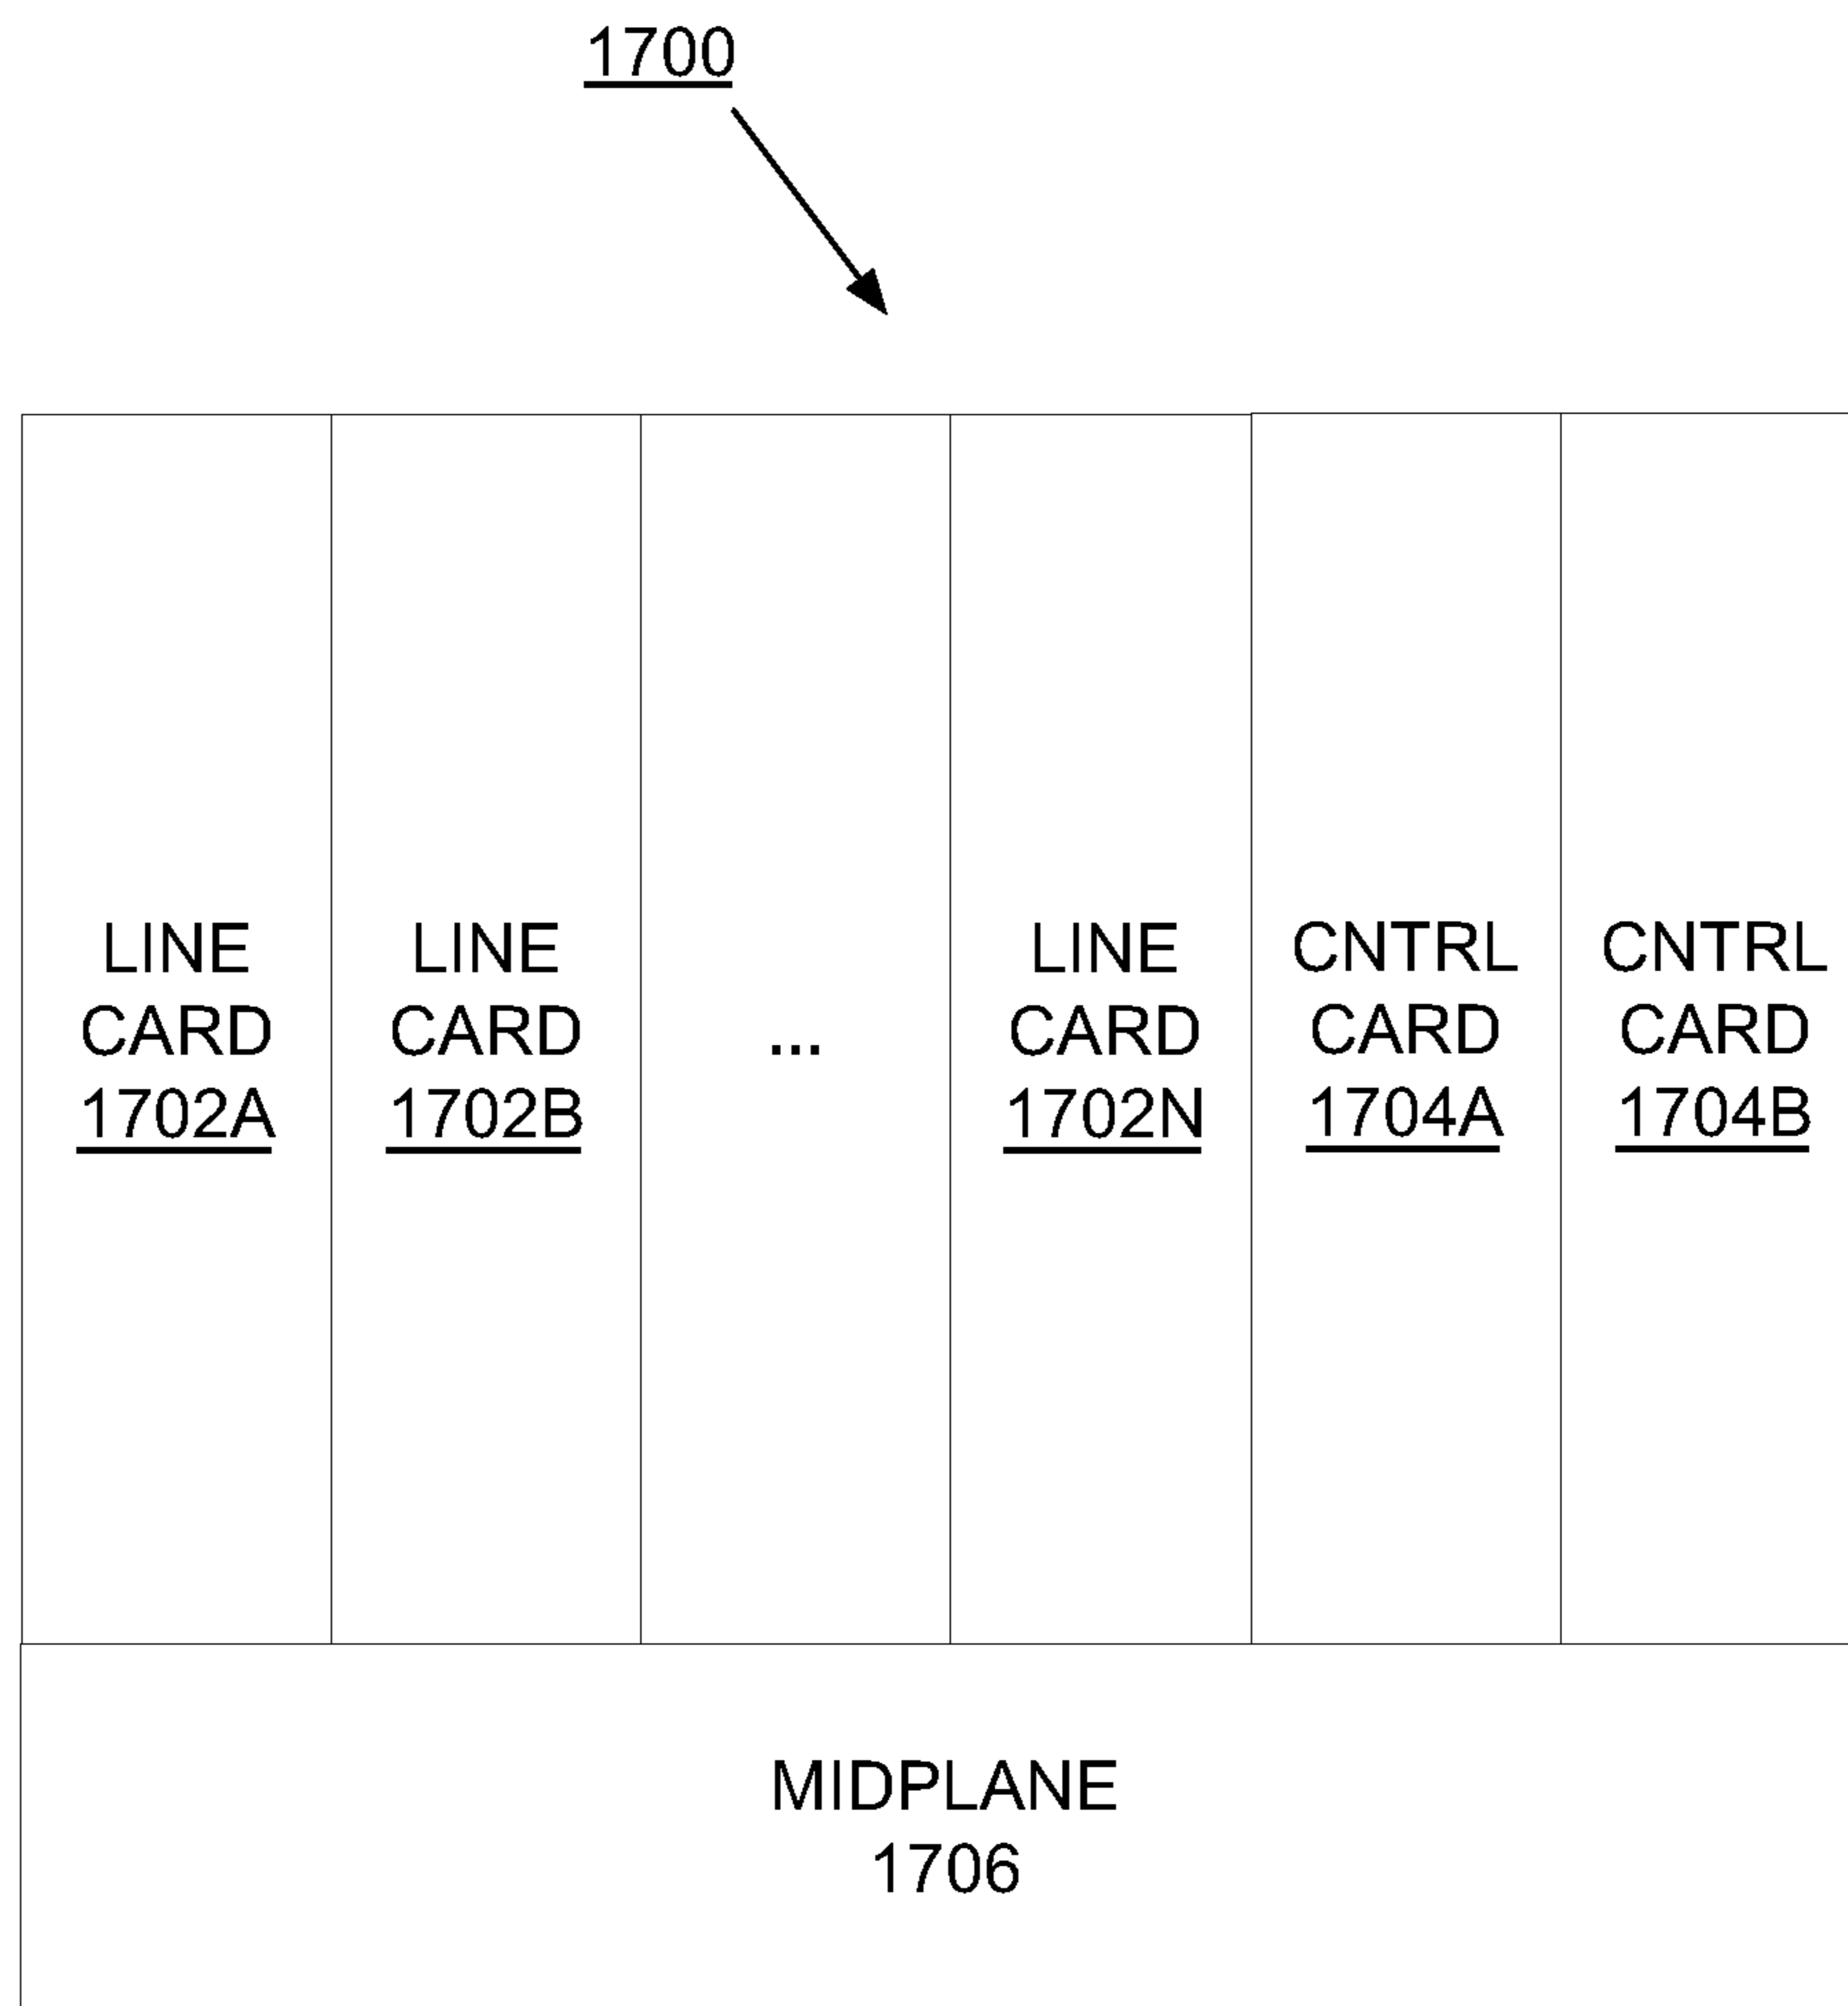 1700
LINE
CARD
1702A
LINE
CARD
1702B
...
LINE
CARD
1702N
CNTRL
CARD
1704A
CNTRL
CARD
1704B
MIDPLANE
1706